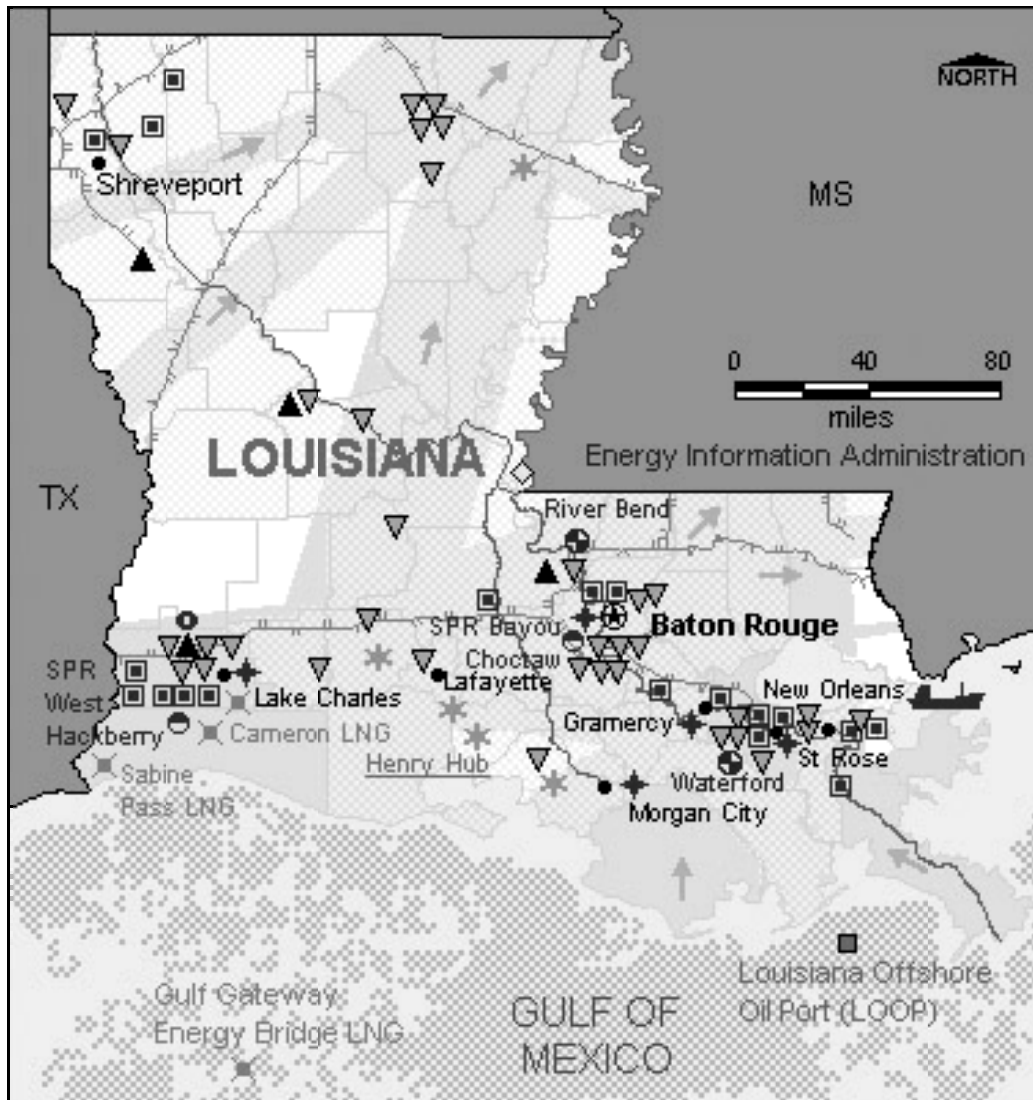 NORTH
Shreveport
MS
0 40 80
miles
LOUISIANA
Energy Information Administration
TX
River Bend
Baton Rouge
SPR Bayou
Choctaw
SPR
West
Hackberry
Lake Charles
Lafayette
New Orleans
Gramercy
Cameron LNG
St Rose
Henry Hub
Sabine
Pass LNG
Waterford
Morgan City
Louisiana Offshore
Oil Port (LOOP)
Gulf Gateway
Energy Bridge LNG
GULF OF
MEXICO